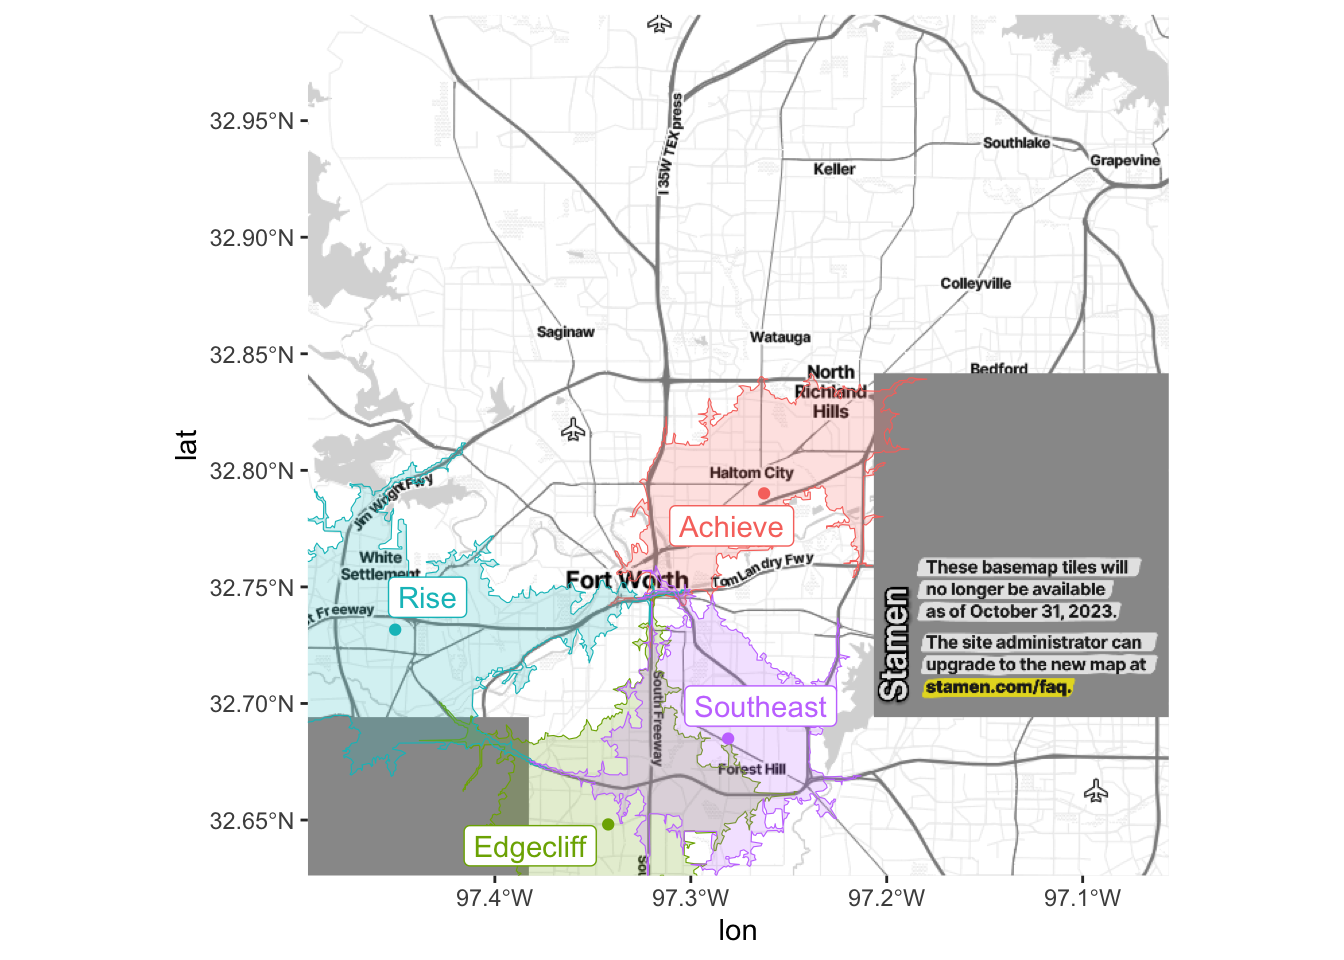 I 35W TEXpress
Southlake
Grapevine
Keller
Colleyville
Saginaw
Watauga
Bedford
North
Richland
Hills
Haltom City
Jim Wright Fwy
Achieve
White
Settlement
Fort Worth
Tom Landry Fwy
Rise
t Freeway
South Freeway
Southeast
Forest Hill
Edgecliff
Sou
Stamen
These basemap tiles will
no longer be available
as of October 31, 2023.
The site administrator can
upgrade to the new map at
stamen.com/faq.
lat
32.95°N
32.90°N
32.85°N
32.80°N
32.75°N
32.70°N
32.65°N
97.4°W
97.3°W
97.2°W
97.1°W
lon